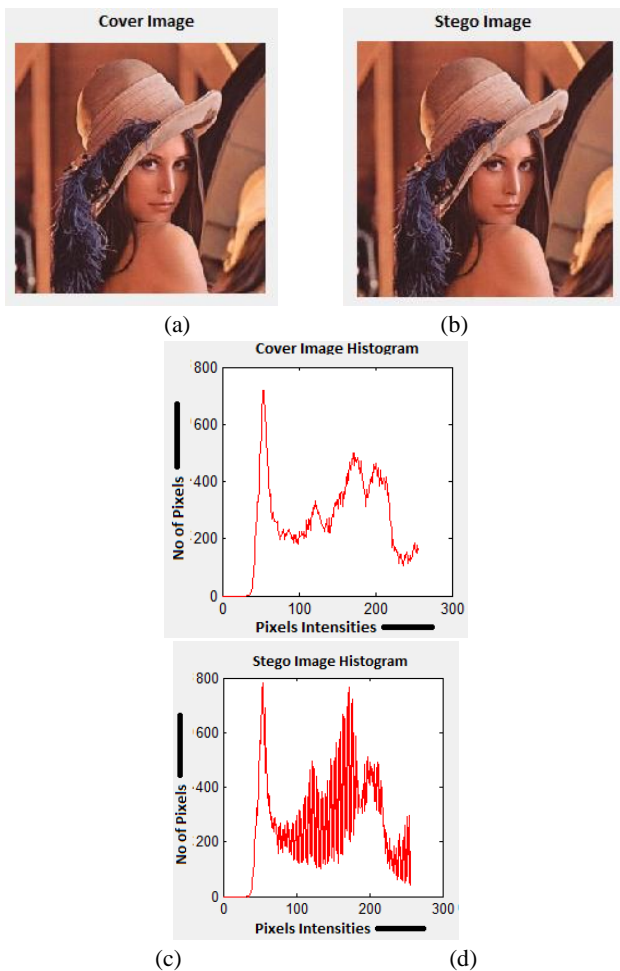 Cover Image
Stego Image
(a)
(b)
Cover Image Histogram
800
600
400
200
0
No of Pixels
0
100
200
300
Pixels Intensities
Stego Image Histogram
800
600
400
200
0
No of Pixels
0
100
200
300
Pixels Intensities
(c)
(d)